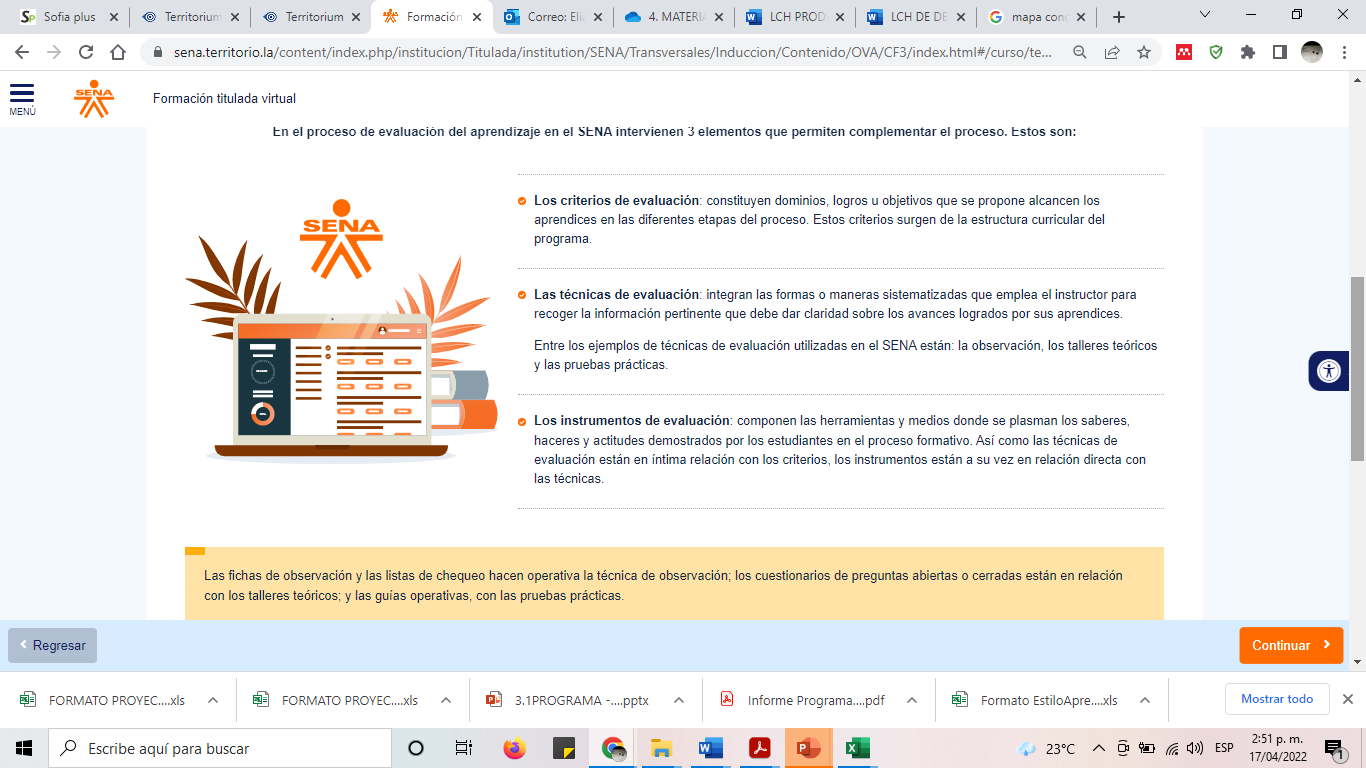 Sofia plus
Territorium
Territorium
Formación
Correo: Eli
4. MATERIA
LCH PROD
LCH DE DE
mapa conc
sena.territorio.la/content/index.php/institucion/Titulada/institution/SENA/Transversales/Induccion/Contenido/OVA/CF3/index.html#/curso/te...
MENÚ
SENA
Formación titulada virtual
En el proceso de evaluación del aprendizaje en el SENA intervienen 3 elementos que permiten complementar el proceso. Estos son:
SENA
Los criterios de evaluación: constituyen dominios, logros u objetivos que se propone alcancen los
aprendices en las diferentes etapas del proceso. Estos criterios surgen de la estructura curricular del
programa.
Las técnicas de evaluación: integran las formas o maneras sistematizadas que emplea el instructor para
recoger la información pertinente que debe dar claridad sobre los avances logrados por sus aprendices.
Entre los ejemplos de técnicas de evaluación utilizadas en el SENA están: la observación, los talleres teóricos
y las pruebas prácticas.
Los instrumentos de evaluación: componen las herramientas y medios donde se plasman los saberes,
haceres y actitudes demostrados por los estudiantes en el proceso formativo. Así como las técnicas de
evaluación están en íntima relación con los criterios, los instrumentos están a su vez en relación directa con
las técnicas.
Las fichas de observación y las listas de chequeo hacen operativa la técnica de observación; los cuestionarios de preguntas abiertas o cerradas están en relación
con los talleres teóricos; y las guías operativas, con las pruebas prácticas.
Regresar
Continuar
FORMATO PROYEC....xls
FORMATO PROYEC....xls
3.1PROGRAMA -....pptx
Informe Programa....pdf
Formato EstiloApre....xls
Mostrar todo
Escribe aquí para buscar
23°C
ESP
2:51 p. m.
17/04/2022
1